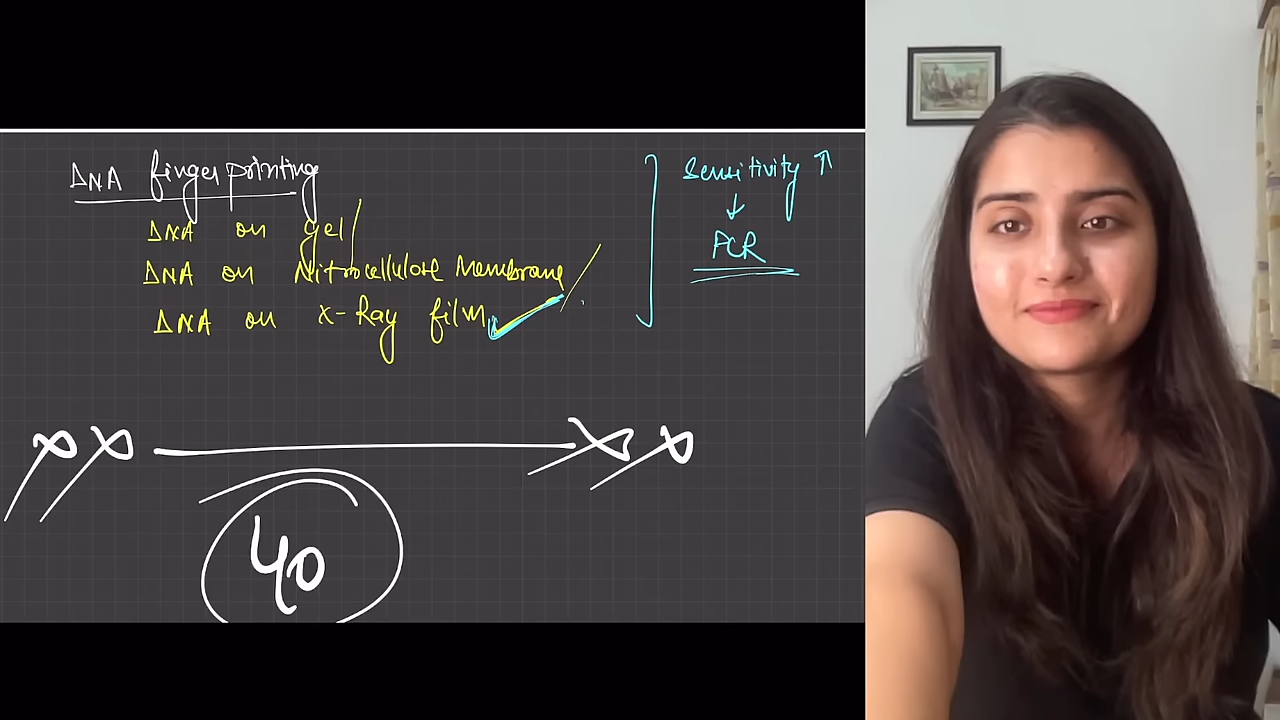 DNA fingerprinting
DNA on gel
DNA on Nitrocellulose Membrane
DNA on X-Ray film
Sensitivity ↑
↓
PCR
40